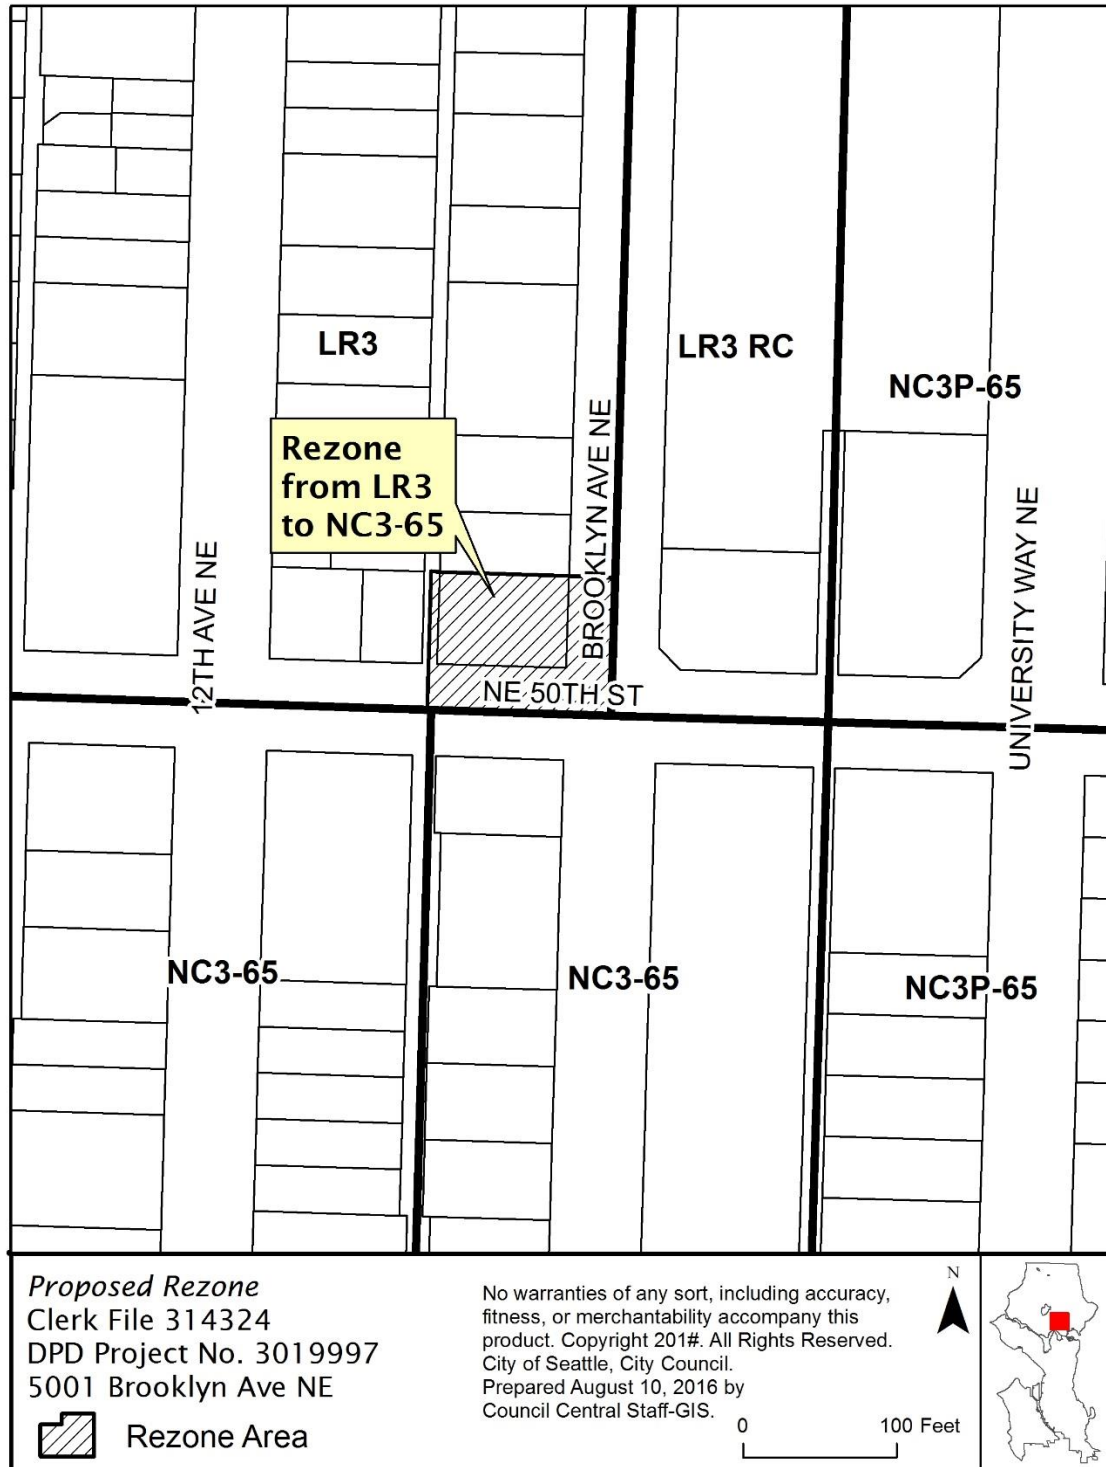 LR3
LR3 RC
NC3P-65
Rezone
from LR3
to NC3-65
BROOKLYN AVE NE
12TH AVE NE
UNIVERSITY WAY NE
NE 50TH ST
NC3-65
NC3-65
NC3P-65
Proposed Rezone
Clerk File 314324
DPD Project No. 3019997
5001 Brooklyn Ave NE
Rezone Area
No warranties of any sort, including accuracy,
fitness, or merchantability accompany this
product. Copyright 201#. All Rights Reserved.
City of Seattle, City Council.
Prepared August 10, 2016 by
Council Central Staff-GIS.
0 100 Feet
N